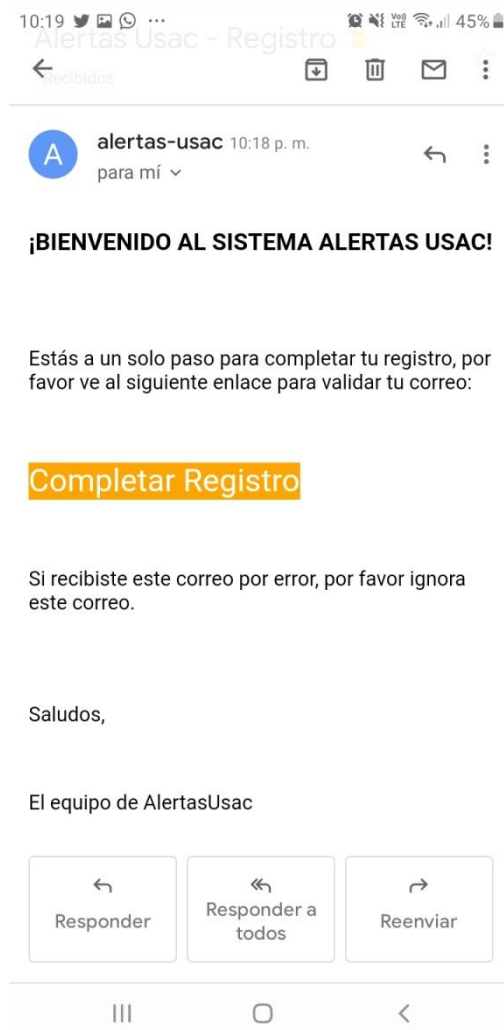 10:19 ... 45%
Alertas Usac - Registro
Recibidos
A
alertas-usac 10:18 p. m.
para mí
¡BIENVENIDO AL SISTEMA ALERTAS USAC!
Estás a un solo paso para completar tu registro, por
favor ve al siguiente enlace para validar tu correo:
Completar Registro
Si recibiste este correo por error, por favor ignora
este correo.
Saludos,
El equipo de AlertasUsac
Responder
Responder a
todos
Reenviar